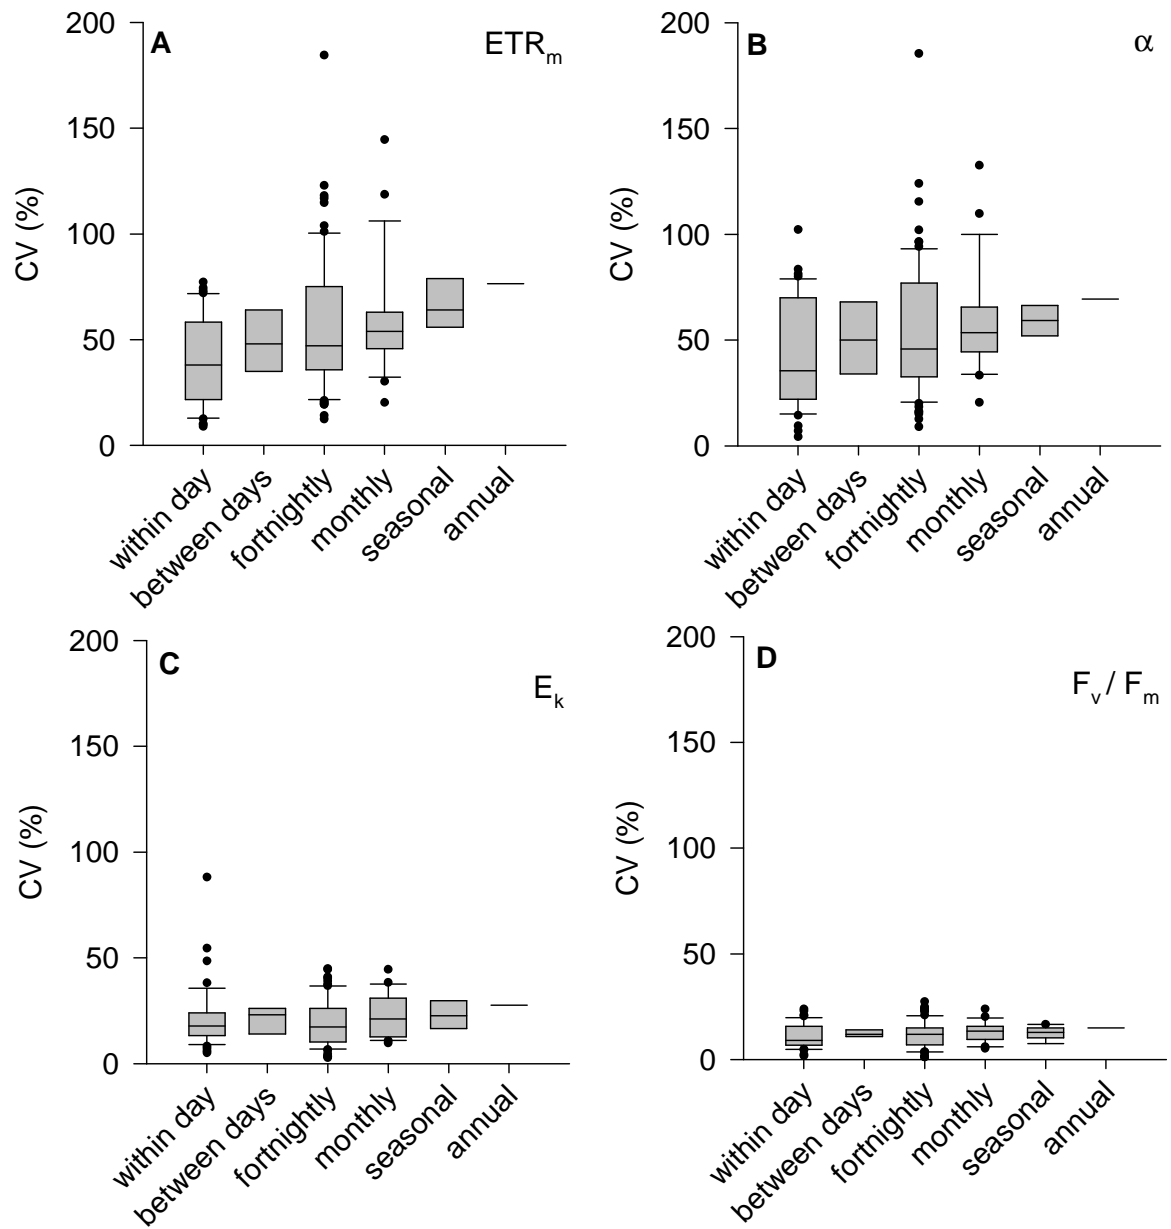 A
ETRm
CV (%)
200
150
100
50
0
within day
between days
fortnightly
monthly
seasonal
annual
B
α
CV (%)
200
150
100
50
0
within day
between days
fortnightly
monthly
seasonal
annual
C
Ek
CV (%)
200
150
100
50
0
within day
between days
fortnightly
monthly
seasonal
annual
D
Fv / Fm
CV (%)
200
150
100
50
0
within day
between days
fortnightly
monthly
seasonal
annual